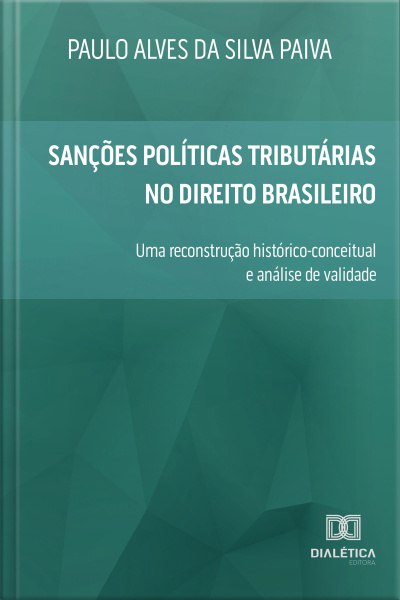 PAULO ALVES DA SILVA PAIVA
SANÇÕES POLÍTICAS TRIBUTÁRIAS
NO DIREITO BRASILEIRO
Uma reconstrução histórico-conceitual
e análise de validade
DIALÉTICA
EDITORA